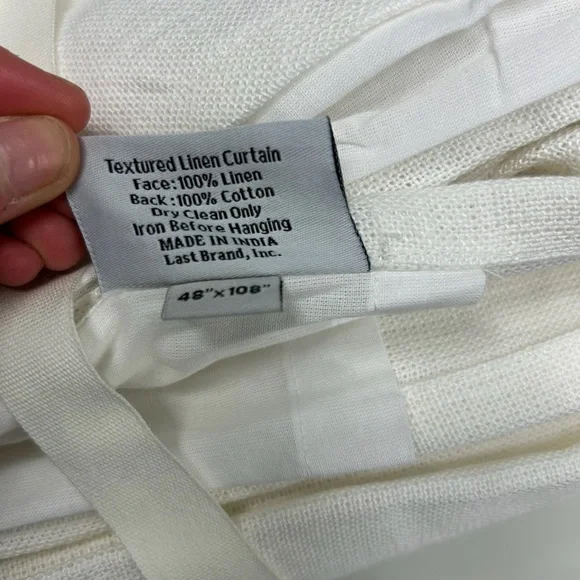 Textured Linen Curtain
Face:100% Linen
Back:100% Cotton
Dry Clean Only
Iron Before Hanging
MADE IN INDIA
Last Brand, Inc.
48"x108"